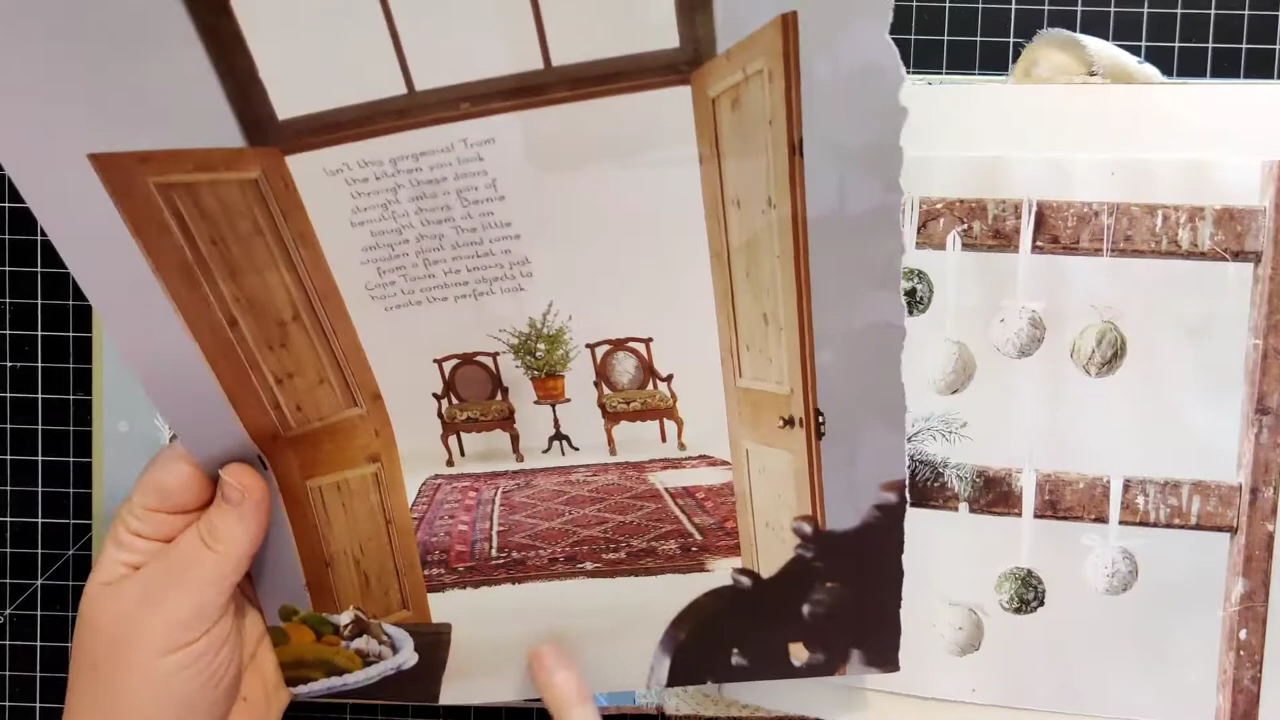 Isn't this gorgeous! From
the kitchen you look
through these doors
straight onto a pair of
beautiful chairs. Bernie
bought them at an
antique shop. The little
wooden plant stand came
from a flea market in
Cape Town. He knows just
how to combine objects to
create the perfect look.